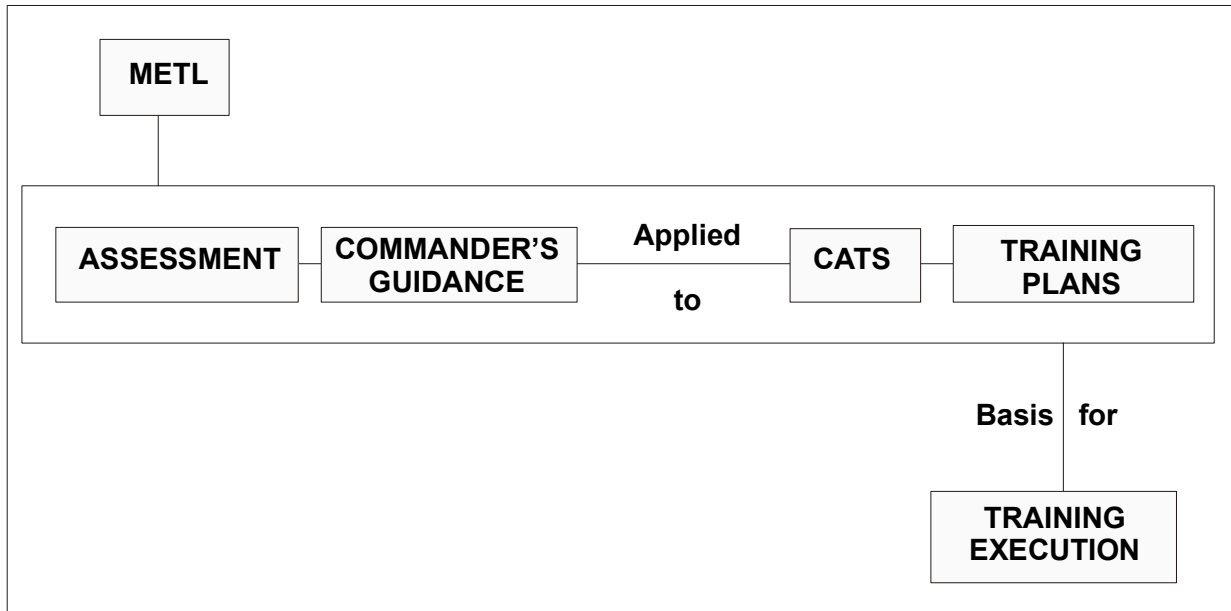 METL
ASSESSMENT
COMMANDER'S
GUIDANCE
Applied
to
CATS
TRAINING
PLANS
Basis for
TRAINING
EXECUTION